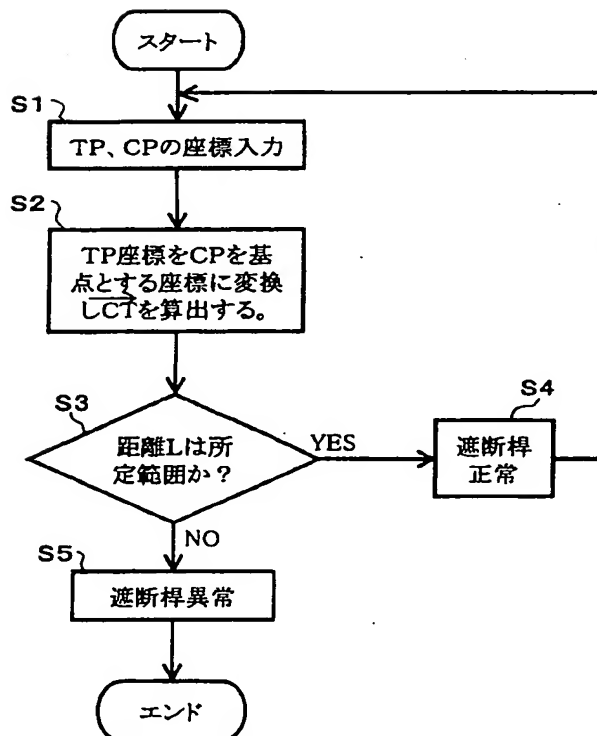 スタート
S1
TP、CPの座標入力
S2
TP座標をCPを基
点とする座標に変換
しCTを算出する。
S3
距離Lは所
定範囲か?
YES
S4
遮断桿
正常
NO
S5
遮断桿異常
エンド